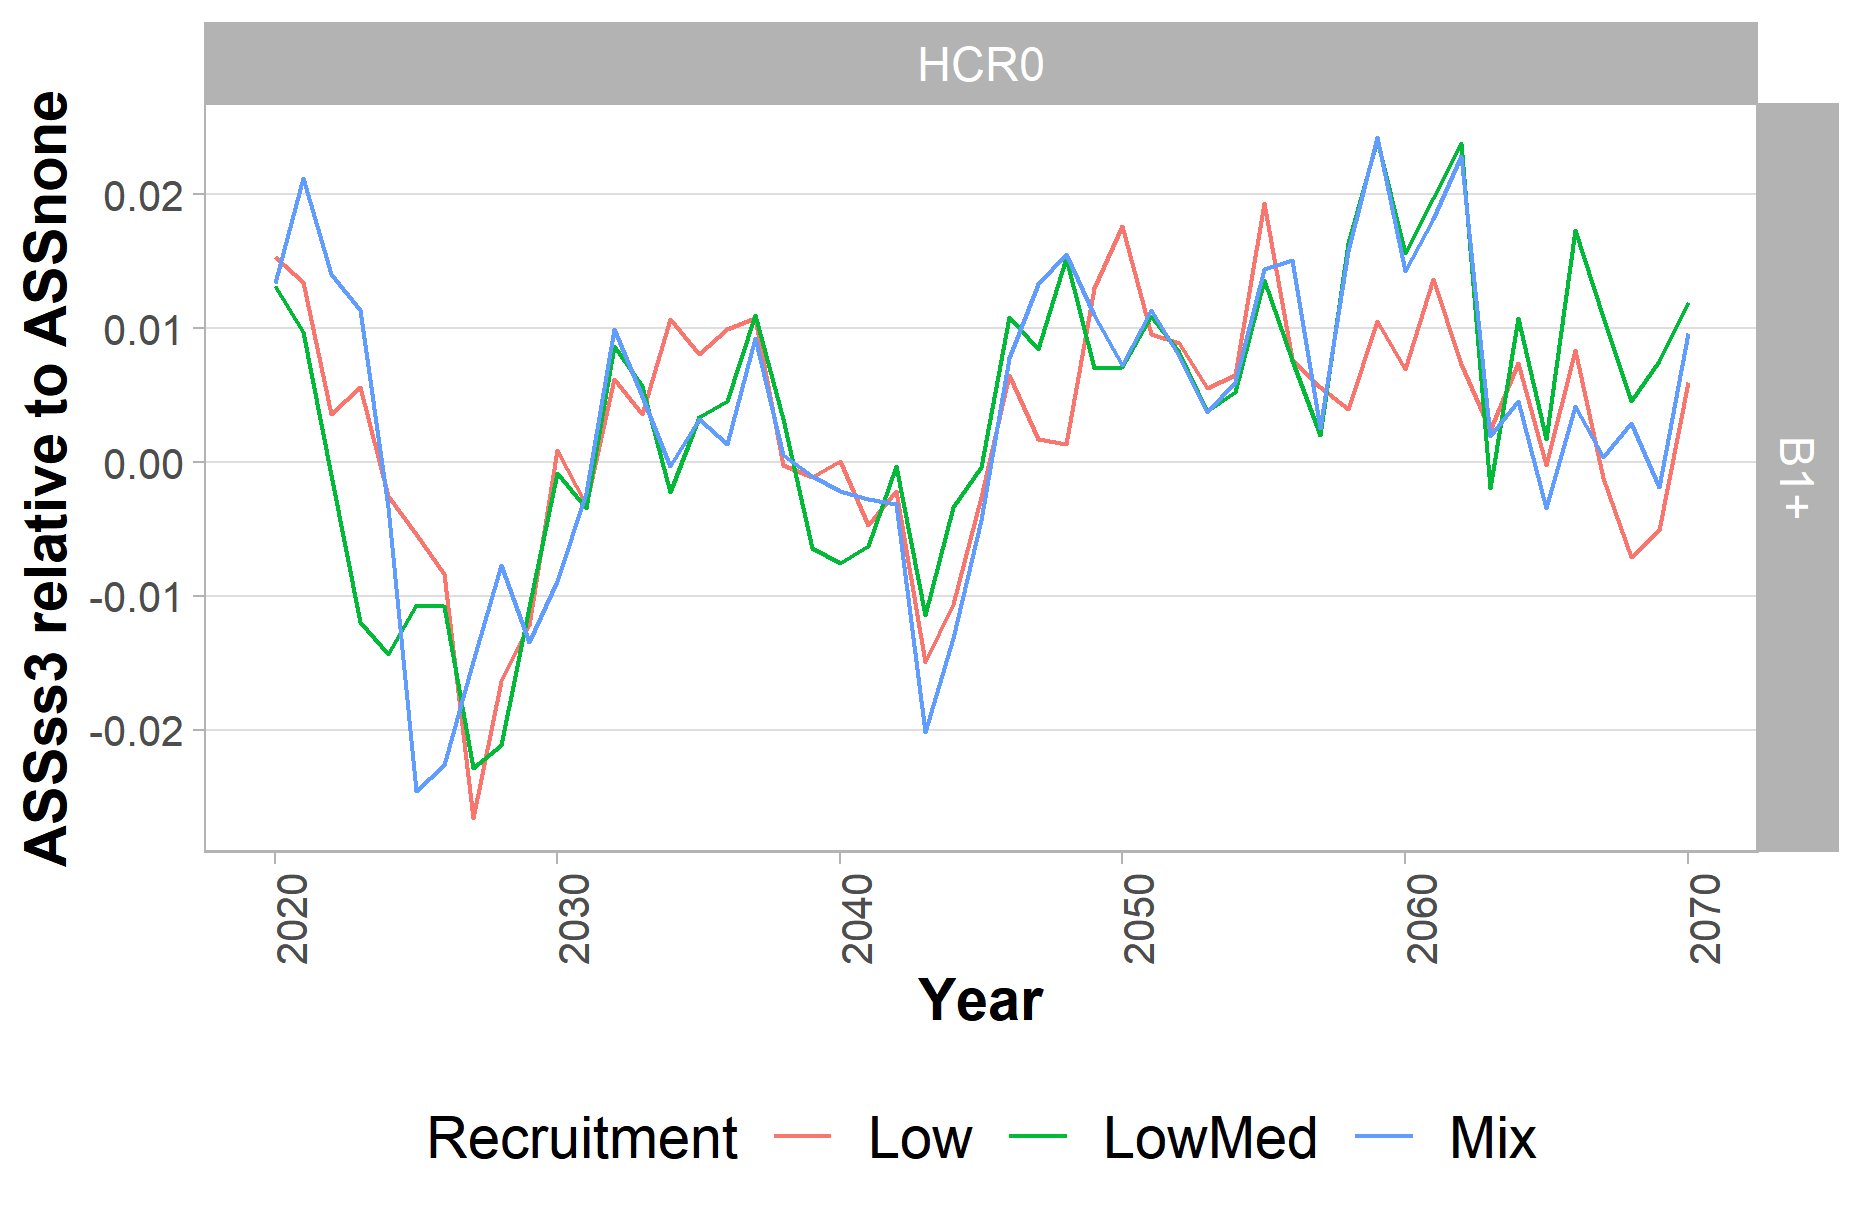 HCR0
B1+
ASSss3 relative to ASSnone
0.02
0.01
0.00
-0.01
-0.02
2020
2030
2040
2050
2060
2070
Year
Recruitment Low LowMed Mix